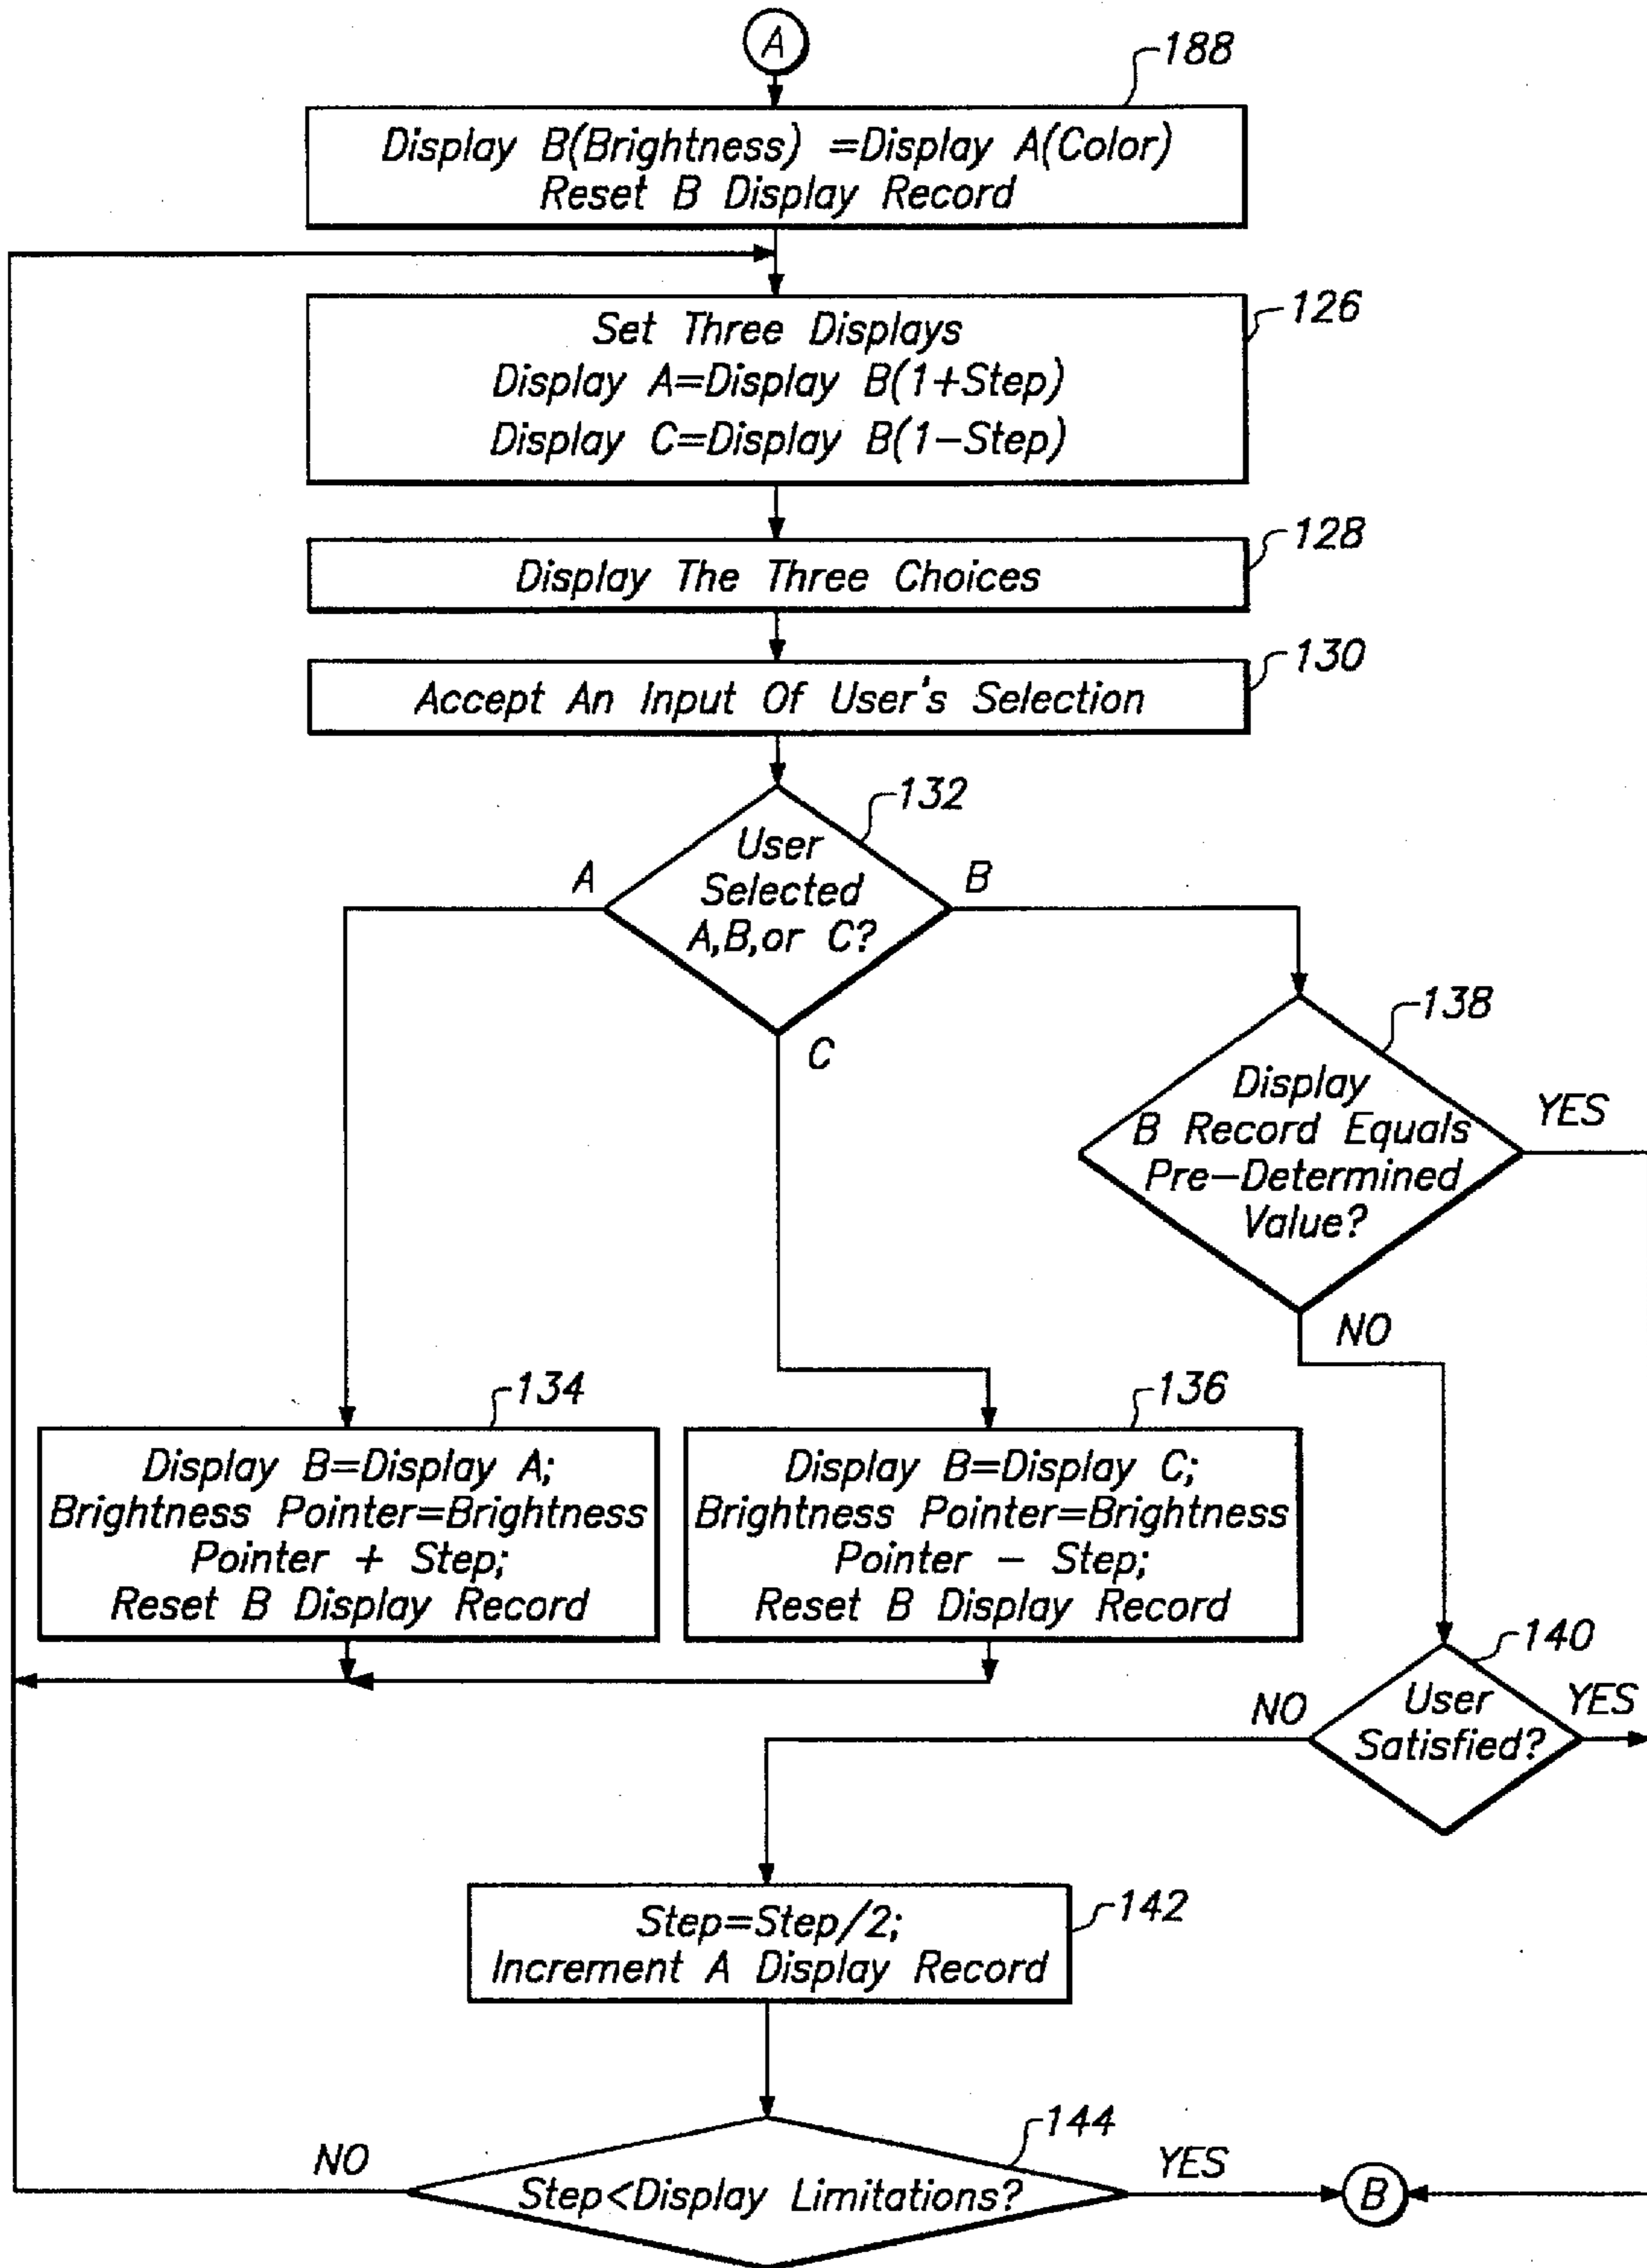 A
188
Display B(Brightness) =Display A(Color)
Reset B Display Record
126
Set Three Displays
Display A=Display B(1+Step)
Display C=Display B(1-Step)
128
Display The Three Choices
130
Accept An Input Of User's Selection
132
User
Selected
A,B,or C?
A
B
C
138
Display
B Record Equals
Pre-Determined
Value?
YES
NO
134
Display B=Display A;
Brightness Pointer=Brightness
Pointer + Step;
Reset B Display Record
136
Display B=Display C;
Brightness Pointer=Brightness
Pointer - Step;
Reset B Display Record
140
User
Satisfied?
NO
YES
142
Step=Step/2;
Increment A Display Record
144
Step<Display Limitations?
NO
YES
B